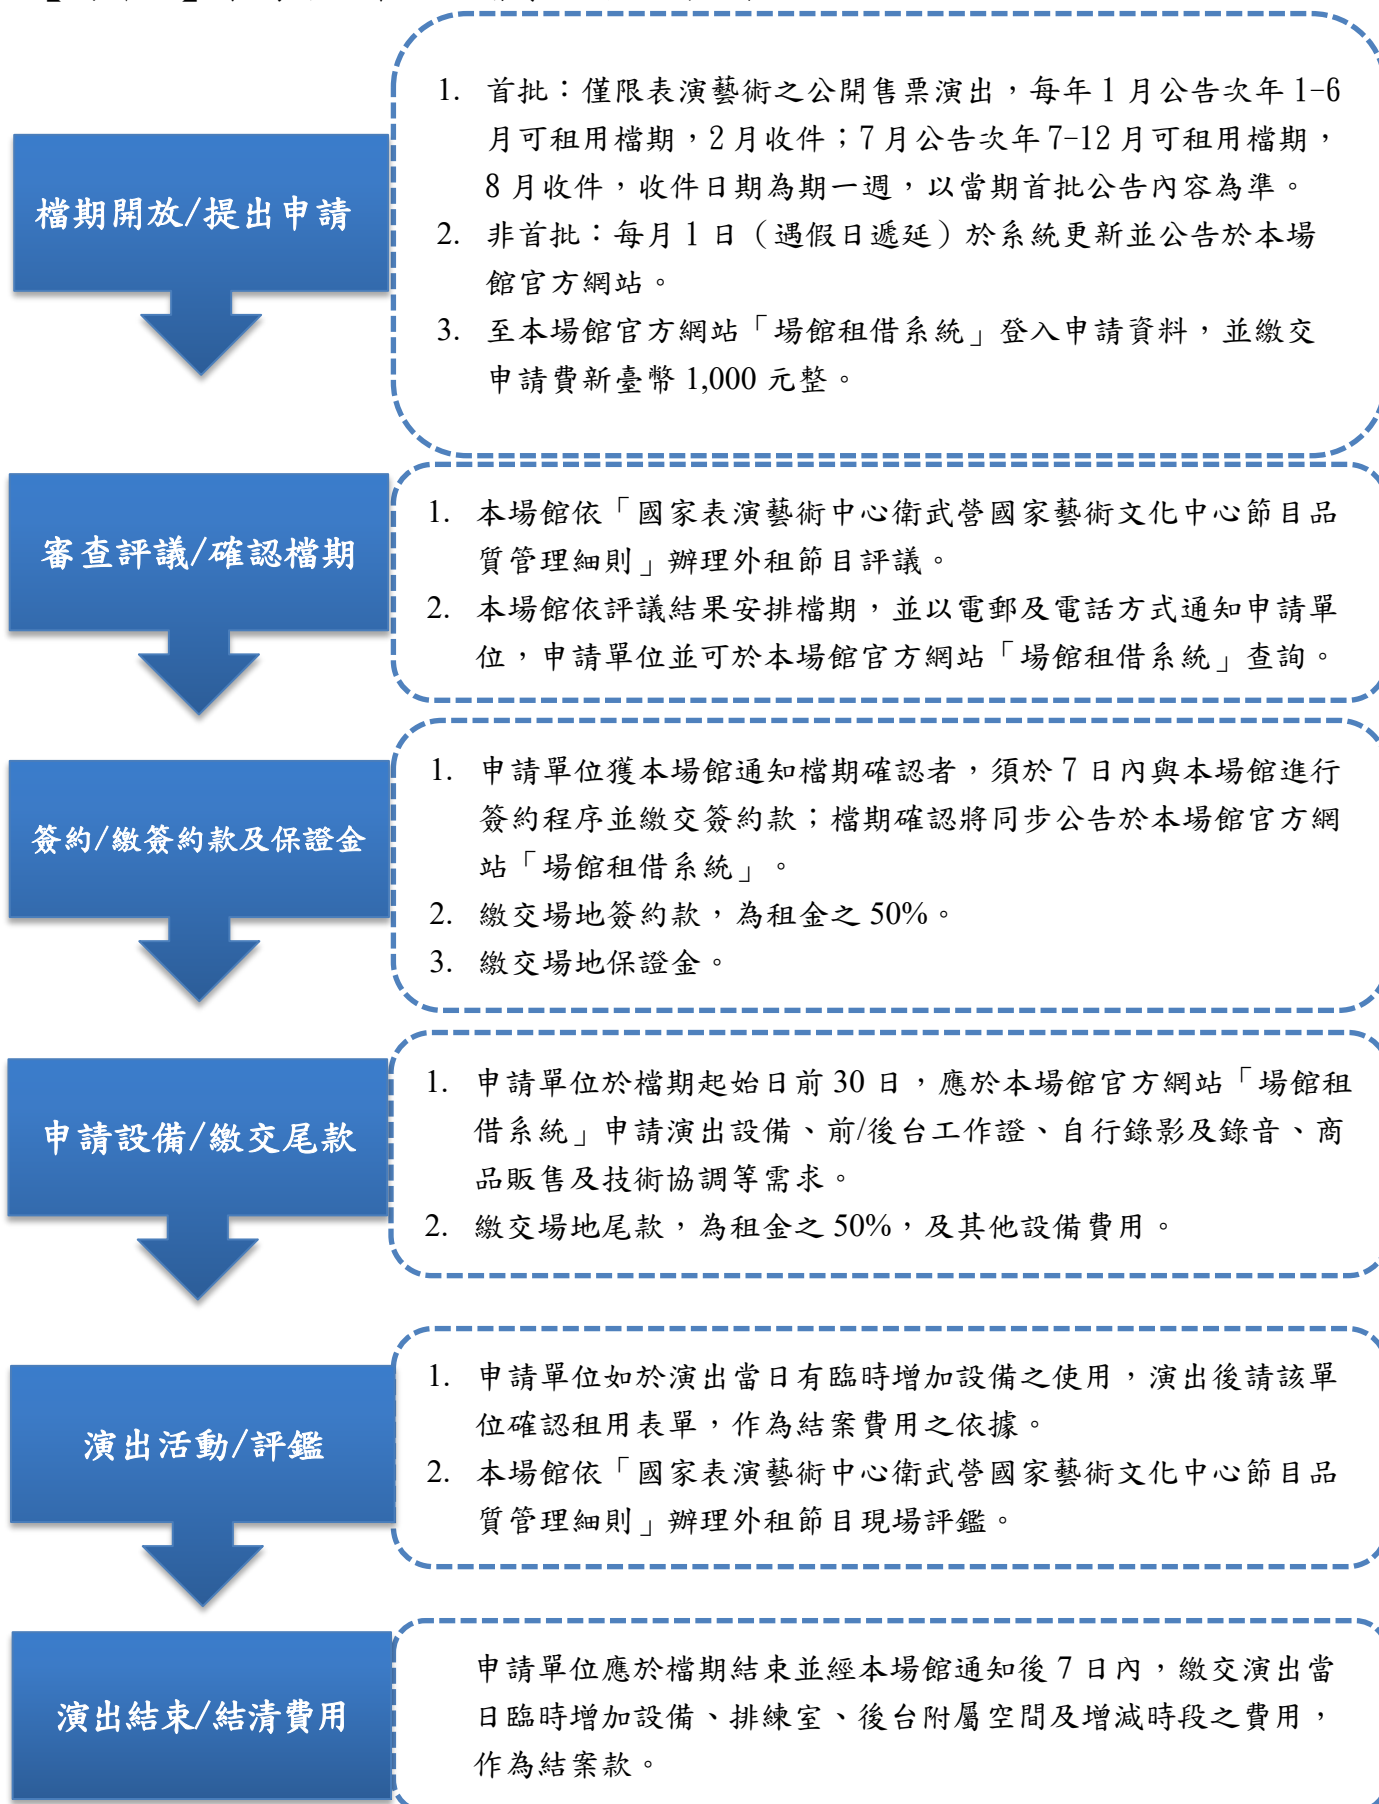 檔期開放/提出申請
1. 首批：僅限表演藝術之公開售票演出，每年 1 月公告次年 1-6
月可租用檔期，2 月收件；7 月公告次年 7-12 月可租用檔期，
8 月收件，收件日期為期一週，以當期首批公告內容為準。
2. 非首批：每月 1 日（遇假日遞延）於系統更新並公告於本場
館官方網站。
3. 至本場館官方網站「場館租借系統」登入申請資料，並繳交
申請費新臺幣 1,000 元整。
審查評議/確認檔期
1. 本場館依「國家表演藝術中心衛武營國家藝術文化中心節目品
質管理細則」辦理外租節目評議。
2. 本場館依評議結果安排檔期，並以電郵及電話方式通知申請單
位，申請單位並可於本場館官方網站「場館租借系統」查詢。
簽約/繳簽約款及保證金
1. 申請單位獲本場館通知檔期確認者，須於 7 日內與本場館進行
簽約程序並繳交簽約款；檔期確認將同步公告於本場館官方網
站「場館租借系統」。
2. 繳交場地簽約款，為租金之 50%。
3. 繳交場地保證金。
申請設備/繳交尾款
1. 申請單位於檔期起始日前 30 日，應於本場館官方網站「場館租
借系統」申請演出設備、前/後台工作證、自行錄影及錄音、商
品販售及技術協調等需求。
2. 繳交場地尾款，為租金之 50%，及其他設備費用。
演出活動/評鑑
1. 申請單位如於演出當日有臨時增加設備之使用，演出後請該單
位確認租用表單，作為結案費用之依據。
2. 本場館依「國家表演藝術中心衛武營國家藝術文化中心節目品
質管理細則」辦理外租節目現場評鑑。
演出結束/結清費用
申請單位應於檔期結束並經本場館通知後 7 日內，繳交演出當
日臨時增加設備、排練室、後台附屬空間及增減時段之費用，
作為結案款。